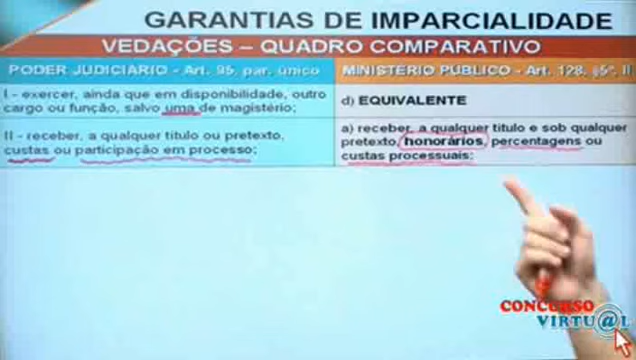 GARANTIAS DE IMPARCIALIDADE
VEDAÇÕES – QUADRO COMPARATIVO
PODER JUDICIÁRIO - Art. 95, par. único
MINISTÉRIO PÚBLICO - Art. 128, §5º, II
I - exercer, ainda que em disponibilidade, outro
cargo ou função, salvo uma de magistério;
d) EQUIVALENTE
II - receber, a qualquer título ou pretexto,
custas ou participação em processo;
a) receber, a qualquer título e sob qualquer
pretexto, honorários, percentagens ou
custas processuais;
CONCURSO
VIRTU@L